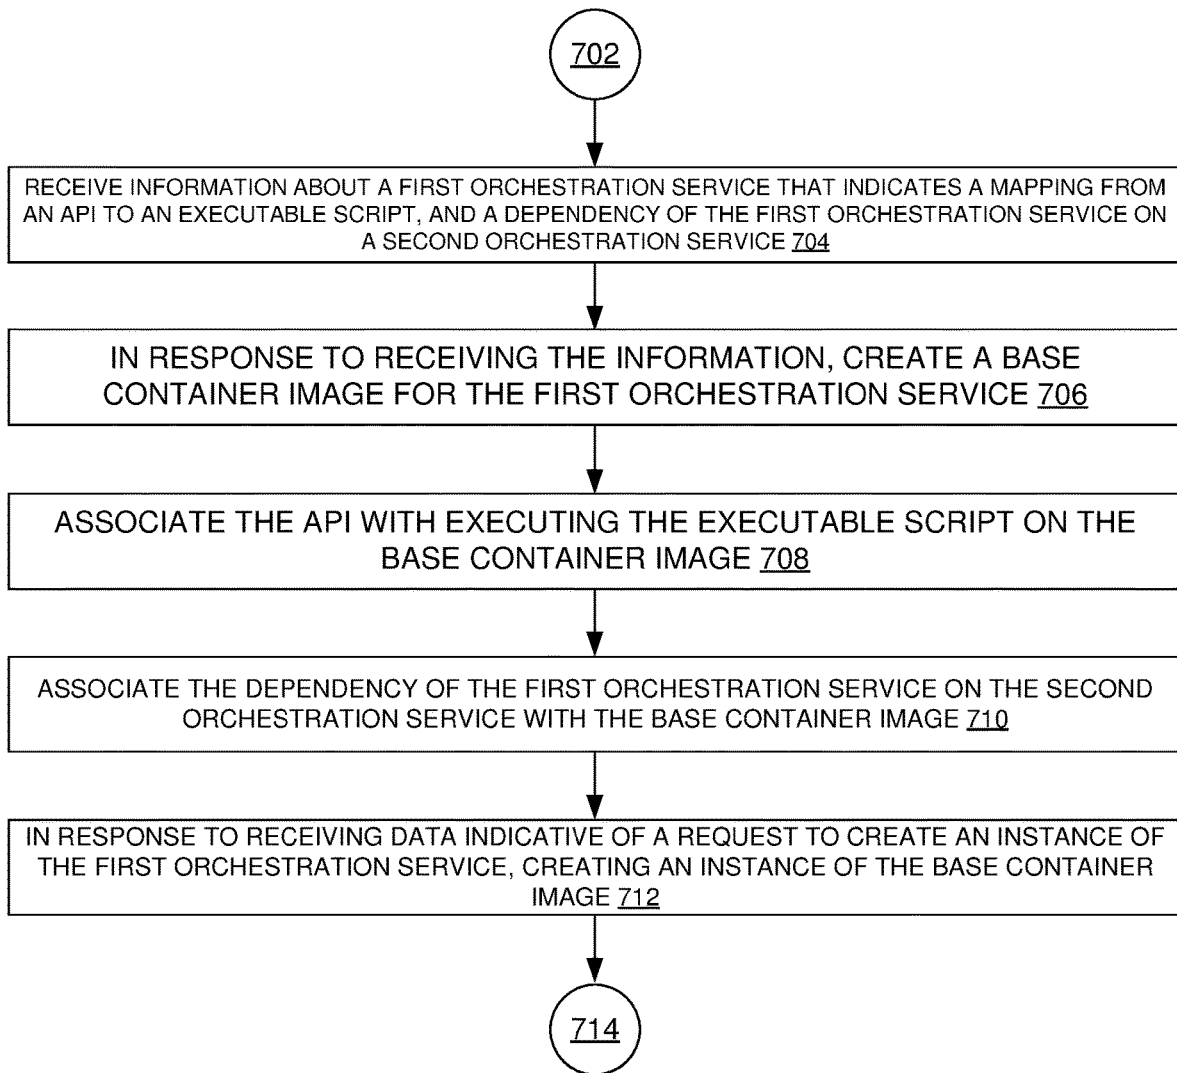 702
RECEIVE INFORMATION ABOUT A FIRST ORCHESTRATION SERVICE THAT INDICATES A MAPPING FROM
AN API TO AN EXECUTABLE SCRIPT, AND A DEPENDENCY OF THE FIRST ORCHESTRATION SERVICE ON
A SECOND ORCHESTRATION SERVICE 704
IN RESPONSE TO RECEIVING THE INFORMATION, CREATE A BASE
CONTAINER IMAGE FOR THE FIRST ORCHESTRATION SERVICE 706
ASSOCIATE THE API WITH EXECUTING THE EXECUTABLE SCRIPT ON THE
BASE CONTAINER IMAGE 708
ASSOCIATE THE DEPENDENCY OF THE FIRST ORCHESTRATION SERVICE ON THE SECOND
ORCHESTRATION SERVICE WITH THE BASE CONTAINER IMAGE 710
IN RESPONSE TO RECEIVING DATA INDICATIVE OF A REQUEST TO CREATE AN INSTANCE OF
THE FIRST ORCHESTRATION SERVICE, CREATING AN INSTANCE OF THE BASE CONTAINER
IMAGE 712
714